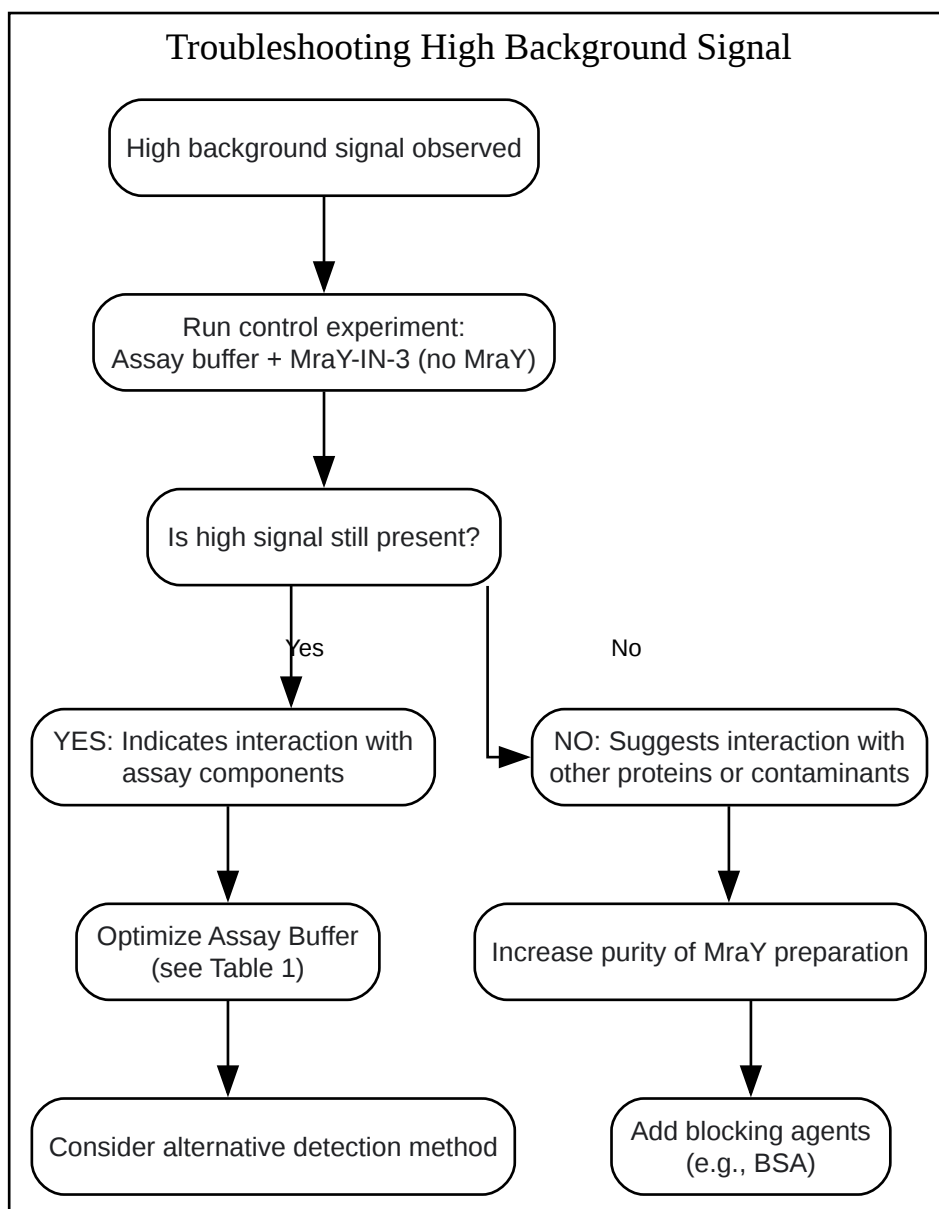 Troubleshooting High Background Signal
High background signal observed
Run control experiment:
Assay buffer + MraY-IN-3 (no MraY)
Is high signal still present?
Yes
No
YES: Indicates interaction with
assay components
NO: Suggests interaction with
other proteins or contaminants
Optimize Assay Buffer
(see Table 1)
Increase purity of MraY preparation
Consider alternative detection method
Add blocking agents
(e.g., BSA)